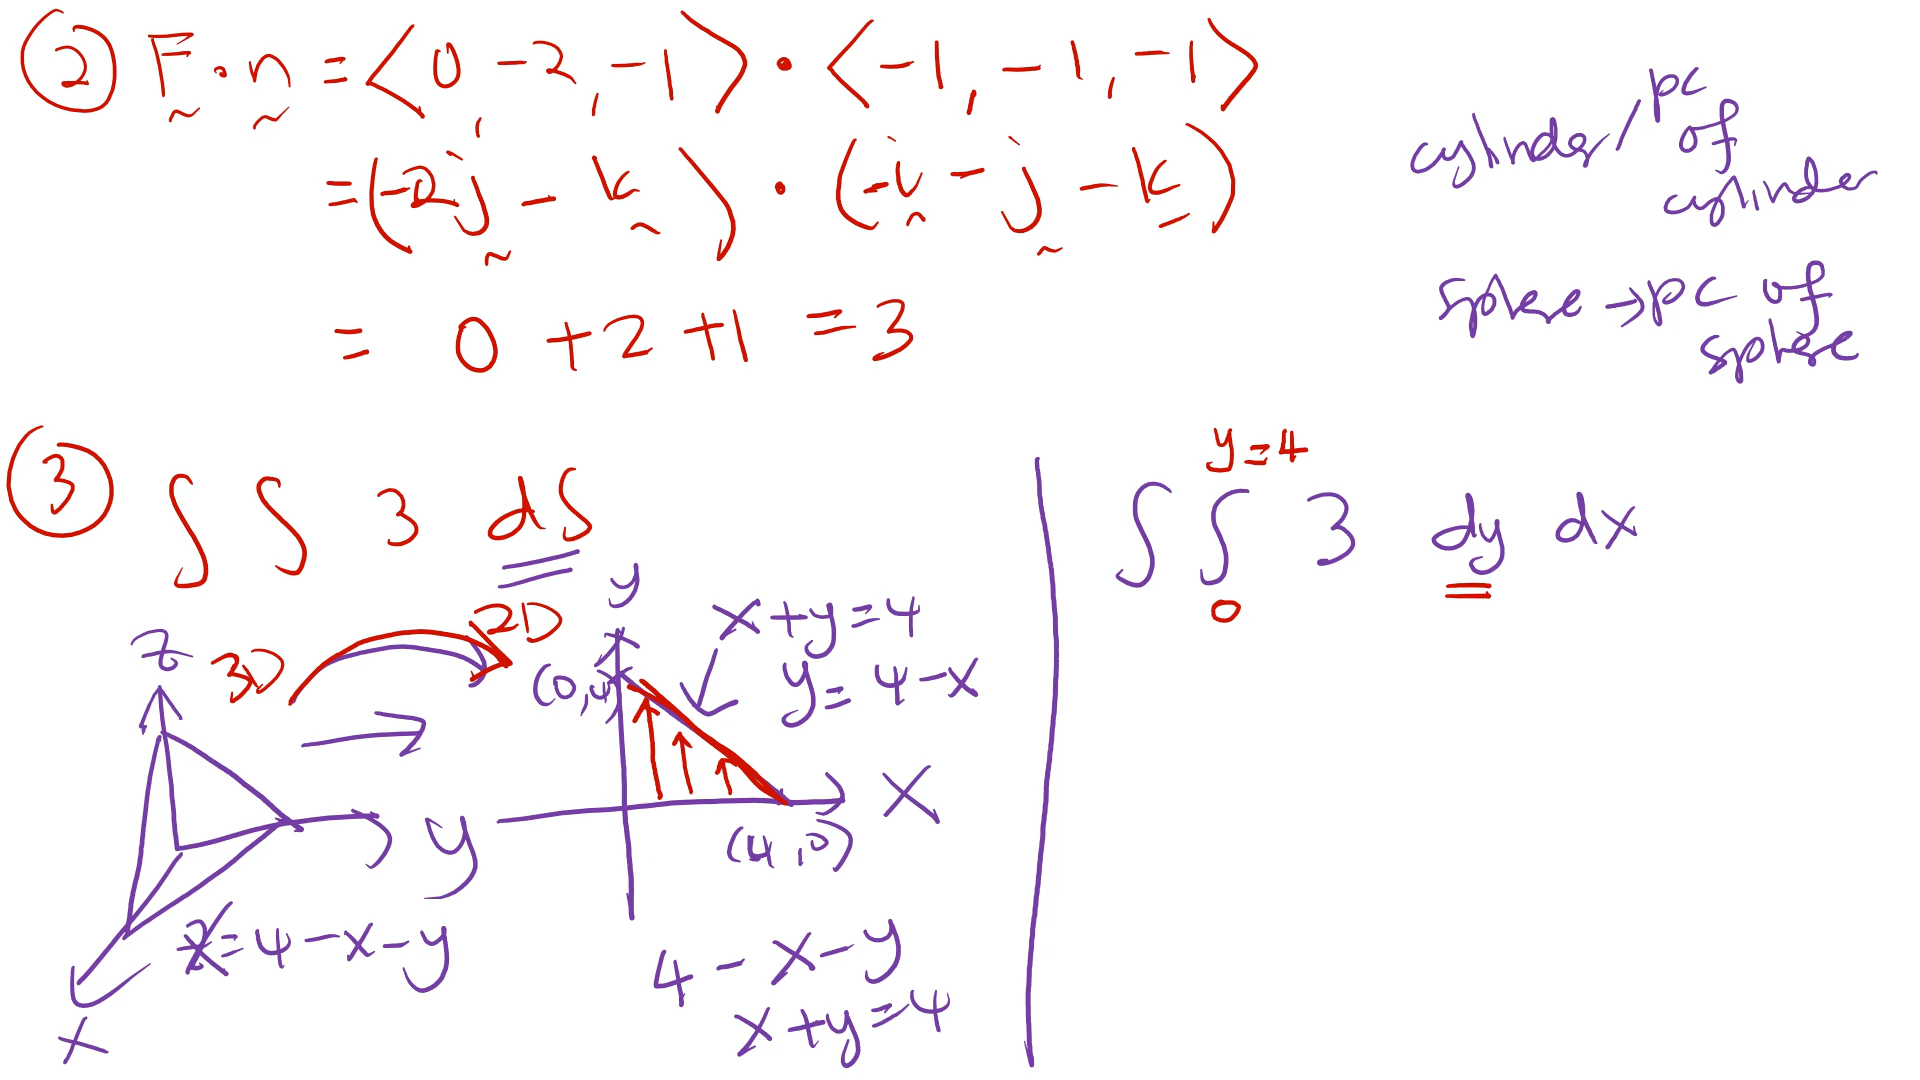 ② F · n = ⟨0 -2, -1⟩ · ⟨-1, -1, -1⟩
= (-2j - k) · (-i - j - k)
= 0 + 2 + 1 = 3
cylinder / pc
of
cylinder
sphere → pc of
sphere
③ ∫ ∫ 3 dS
3D
2D
z
y
x
z = 4 - x - y
y
(0,4)
x + y = 4
y = 4 - x
x
(4,0)
4 - x - y
x + y = 4
y = 4
∫ ∫ 3 dy dx
0